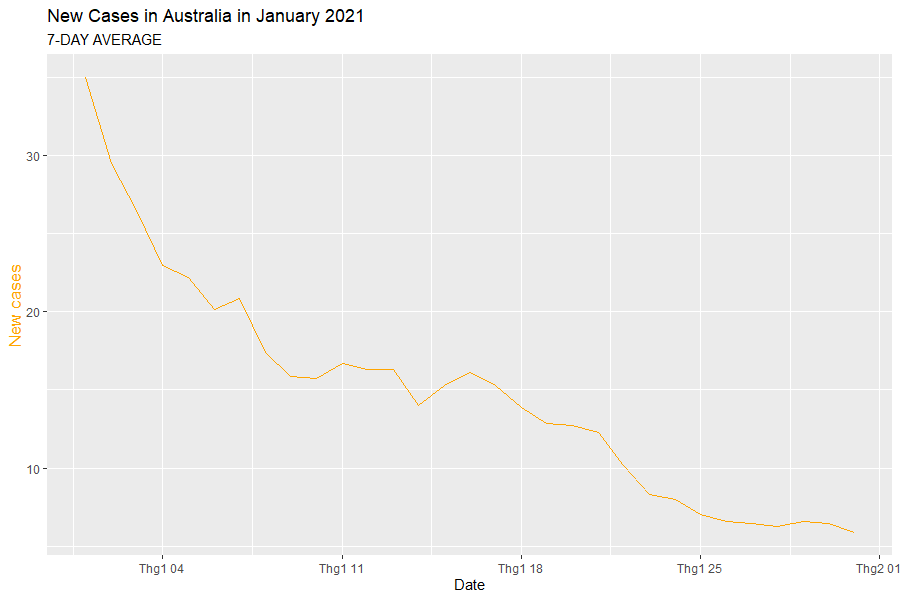 New Cases in Australia in January 2021
7-DAY AVERAGE
New cases
30
20
10
Thg1 04
Thg1 11
Thg1 18
Thg1 25
Thg2 01
Date